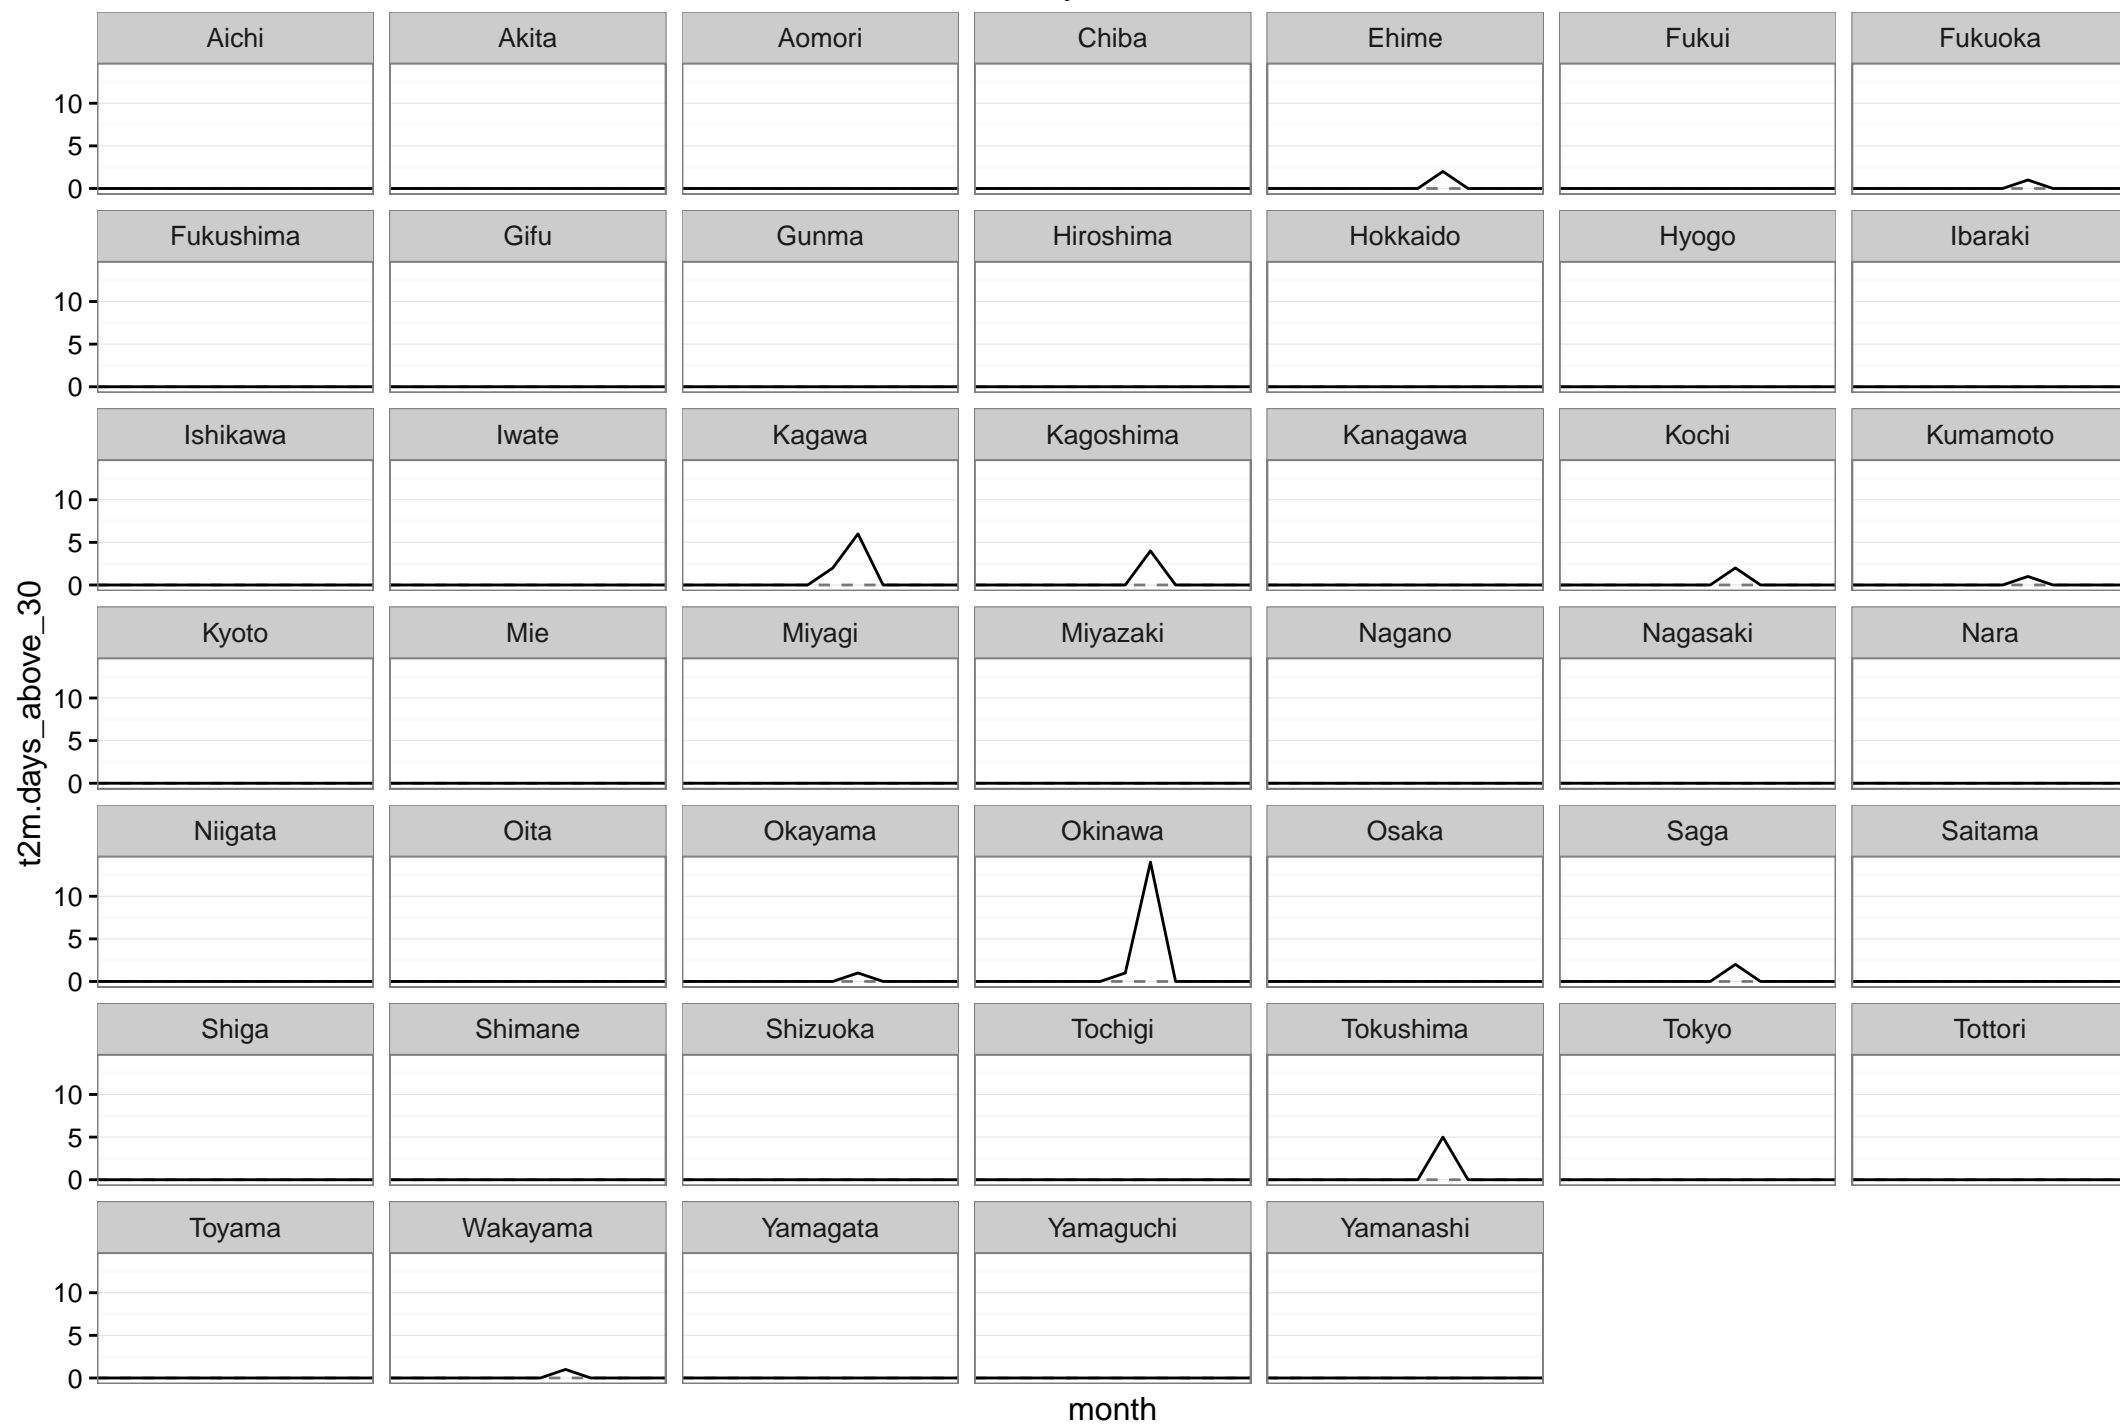 Aichi Akita Aomori Chiba Ehime Fukui Fukuoka
10
5
0
Fukushima Gifu Gunma Hiroshima Hokkaido Hyogo Ibaraki
10
5
0
Ishikawa Iwate Kagawa Kagoshima Kanagawa Kochi Kumamoto
10
5
0
Kyoto Mie Miyagi Miyazaki Nagano Nagasaki Nara
10
5
0
t2m.days_above_30
Niigata Oita Okayama Okinawa Osaka Saga Saitama
10
5
0
Shiga Shimane Shizuoka Tochigi Tokushima Tokyo Tottori
10
5
0
Toyama Wakayama Yamagata Yamaguchi Yamanashi
10
5
0
month